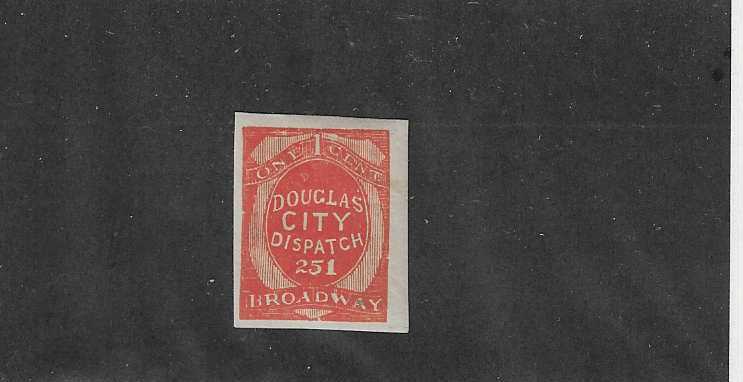 ONE 1 CENT
DOUGLAS
CITY
DISPATCH
251
BROADWAY